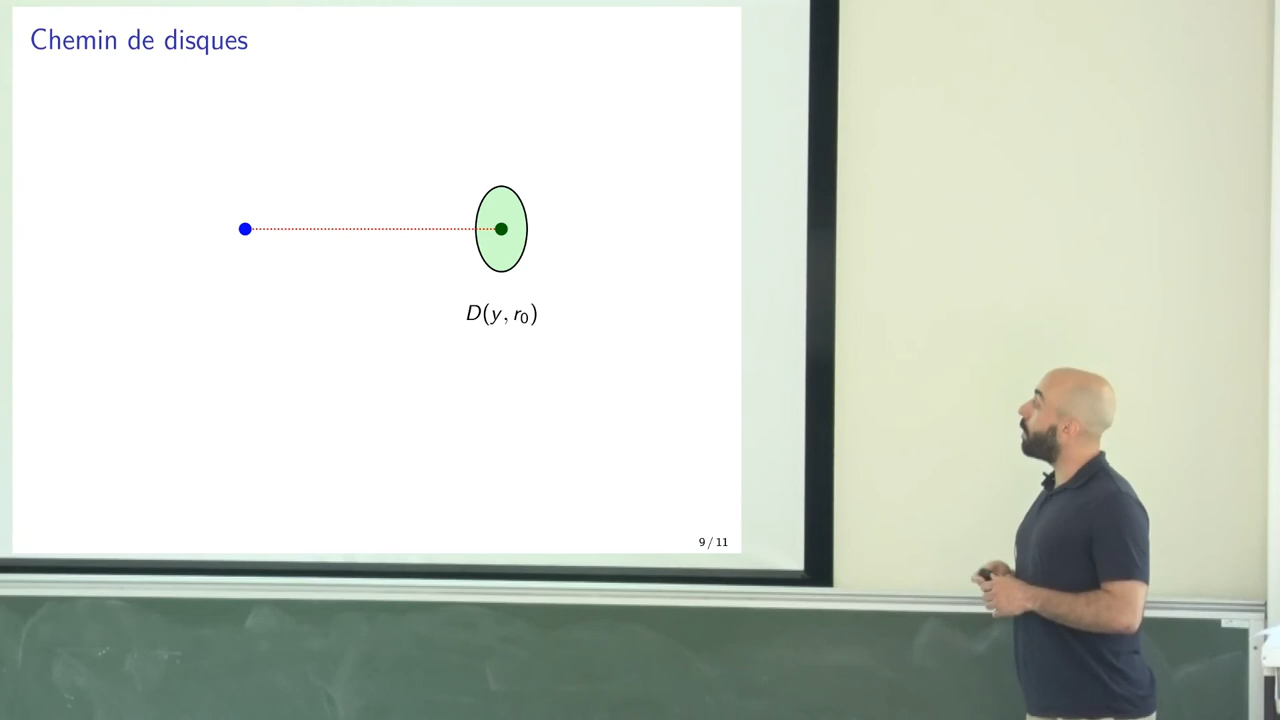 Chemin de disques
D(y, r₀)
9 / 11